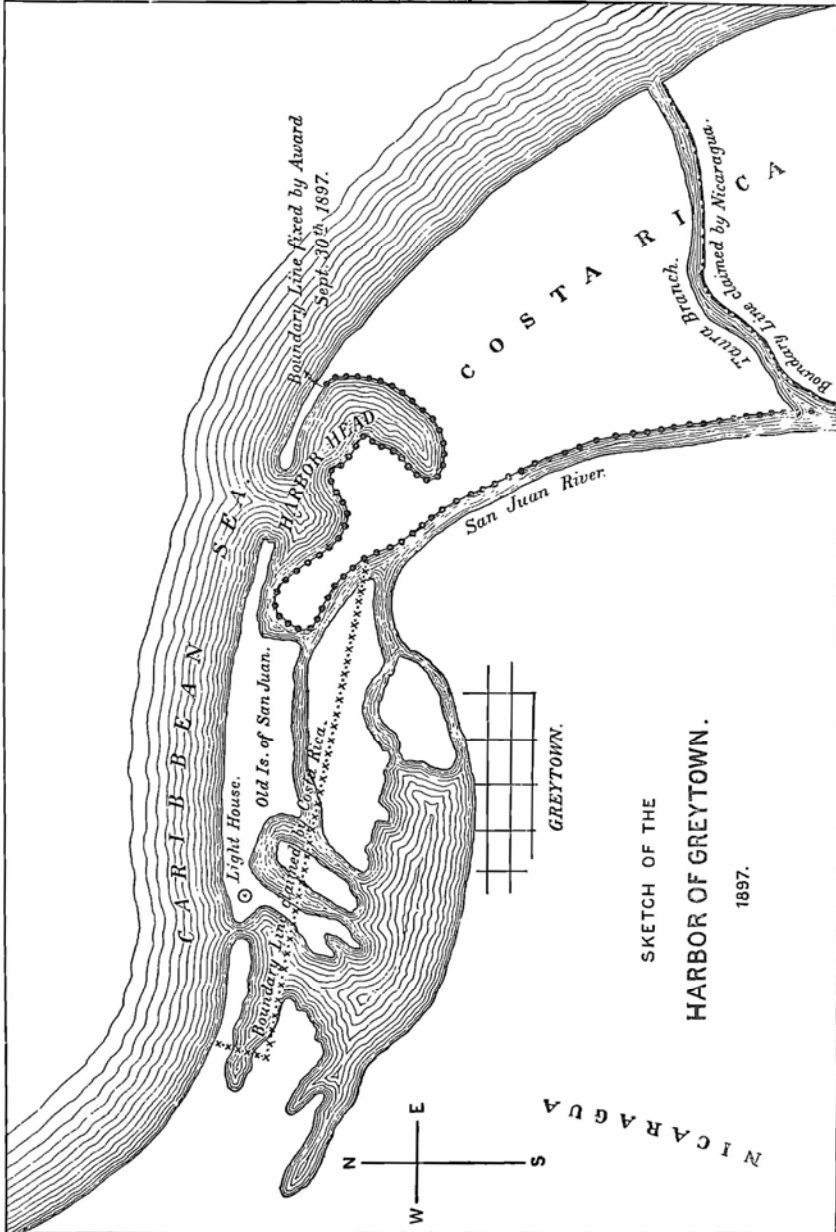 CARIBBEAN SEA.
Boundary Line fixed by Award
Sept. 30th 1897.
HARBOR HEAD
Light House.
Old Is. of San Juan.
Boundary Line claimed by Costa Rica.
COSTA RICA
San Juan River.
Taura Branch.
Boundary Line claimed by Nicaragua.
GREYTOWN.
N
W
E
S
NICARAGUA
SKETCH OF THE
HARBOR OF GREYTOWN.
1897.